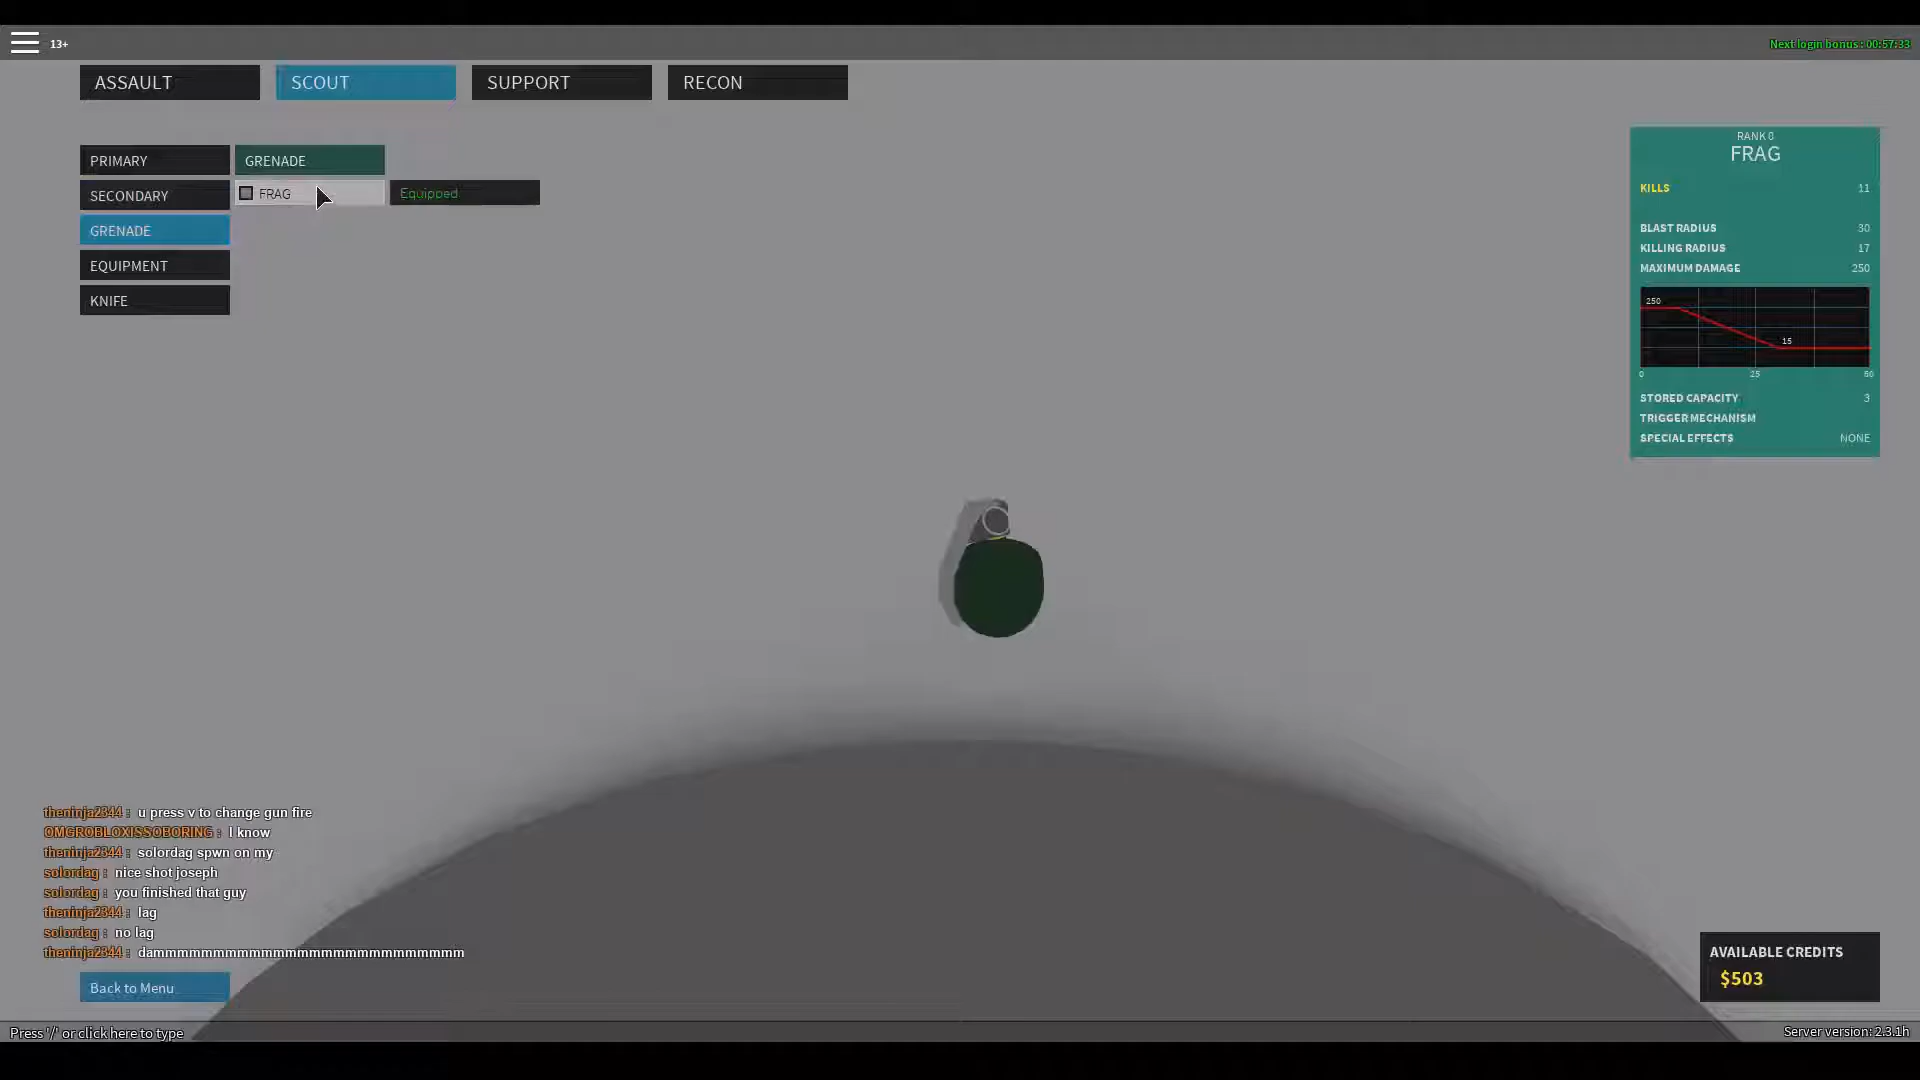 13+
Next login bonus: 00:57:33
ASSAULT
SCOUT
SUPPORT
RECON
PRIMARY
SECONDARY
GRENADE
EQUIPMENT
KNIFE
GRENADE
FRAG
Equipped
RANK 0
FRAG
KILLS 11
BLAST RADIUS 30
KILLING RADIUS 17
MAXIMUM DAMAGE 250
250
15
0 25 50
STORED CAPACITY 3
TRIGGER MECHANISM
SPECIAL EFFECTS NONE
theninja2344 : u press v to change gun fire
OMGROBLOXISSOBORING : I know
theninja2344 : solordag spwn on my
solordag : nice shot joseph
solordag : you finished that guy
theninja2344 : lag
solordag : no lag
theninja2344 : dammmmmmmmmmmmmmmmmmmmmmmmmm
Back to Menu
AVAILABLE CREDITS
$503
Press '/' or click here to type
Server version: 2.3.1h